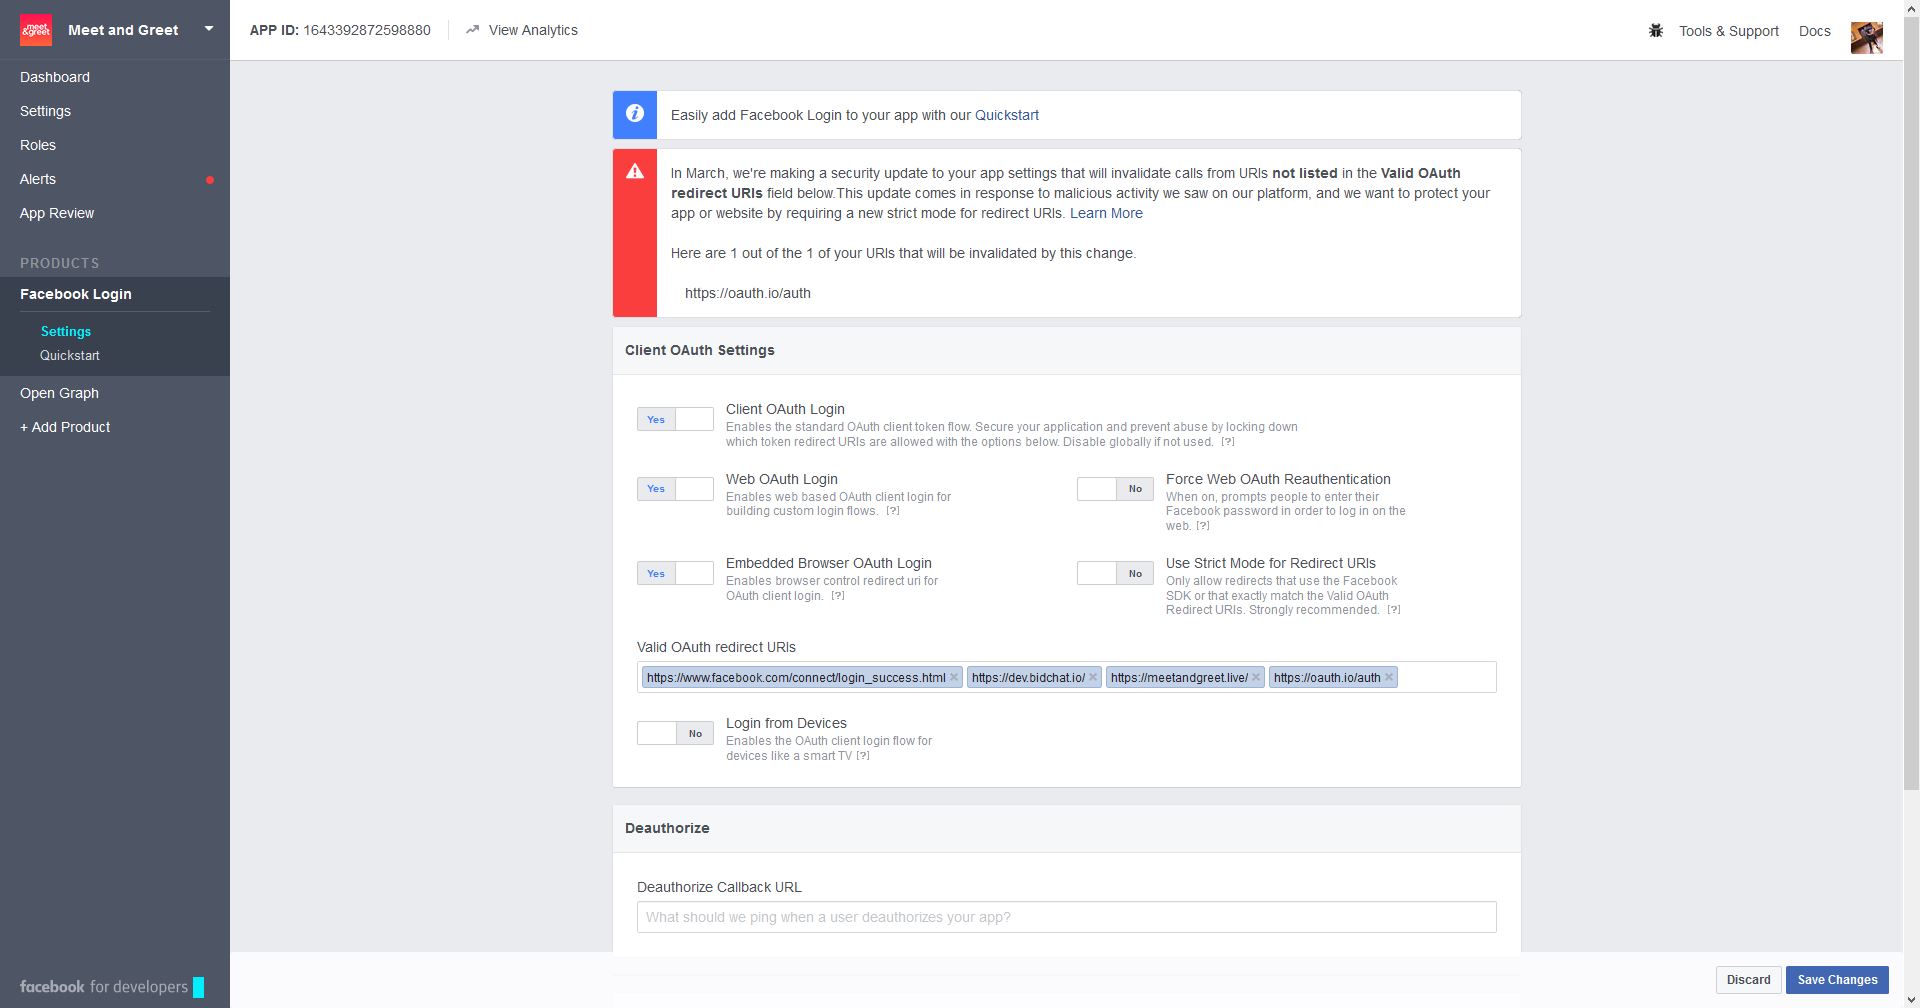 meet
&greet
Meet and Greet
APP ID: 1643392872598880
View Analytics
Tools & Support
Docs
Dashboard
Settings
Roles
Alerts
App Review
PRODUCTS
Facebook Login
Settings
Quickstart
Open Graph
+ Add Product
facebook for developers
Easily add Facebook Login to your app with our Quickstart
In March, we're making a security update to your app settings that will invalidate calls from URIs not listed in the Valid OAuth
redirect URIs field below.This update comes in response to malicious activity we saw on our platform, and we want to protect your
app or website by requiring a new strict mode for redirect URIs. Learn More
Here are 1 out of the 1 of your URIs that will be invalidated by this change.
https://oauth.io/auth
Client OAuth Settings
Yes
Client OAuth Login
Enables the standard OAuth client token flow. Secure your application and prevent abuse by locking down
which token redirect URIs are allowed with the options below. Disable globally if not used. [?]
Yes
Web OAuth Login
Enables web based OAuth client login for
building custom login flows. [?]
No
Force Web OAuth Reauthentication
When on, prompts people to enter their
Facebook password in order to log in on the
web. [?]
Yes
Embedded Browser OAuth Login
Enables browser control redirect uri for
OAuth client login. [?]
No
Use Strict Mode for Redirect URIs
Only allow redirects that use the Facebook
SDK or that exactly match the Valid OAuth
Redirect URIs. Strongly recommended. [?]
Valid OAuth redirect URIs
https://www.facebook.com/connect/login_success.html × https://dev.bidchat.io/ × https://meetandgreet.live/ × https://oauth.io/auth ×
No
Login from Devices
Enables the OAuth client login flow for
devices like a smart TV [?]
Deauthorize
Deauthorize Callback URL
What should we ping when a user deauthorizes your app?
Discard
Save Changes